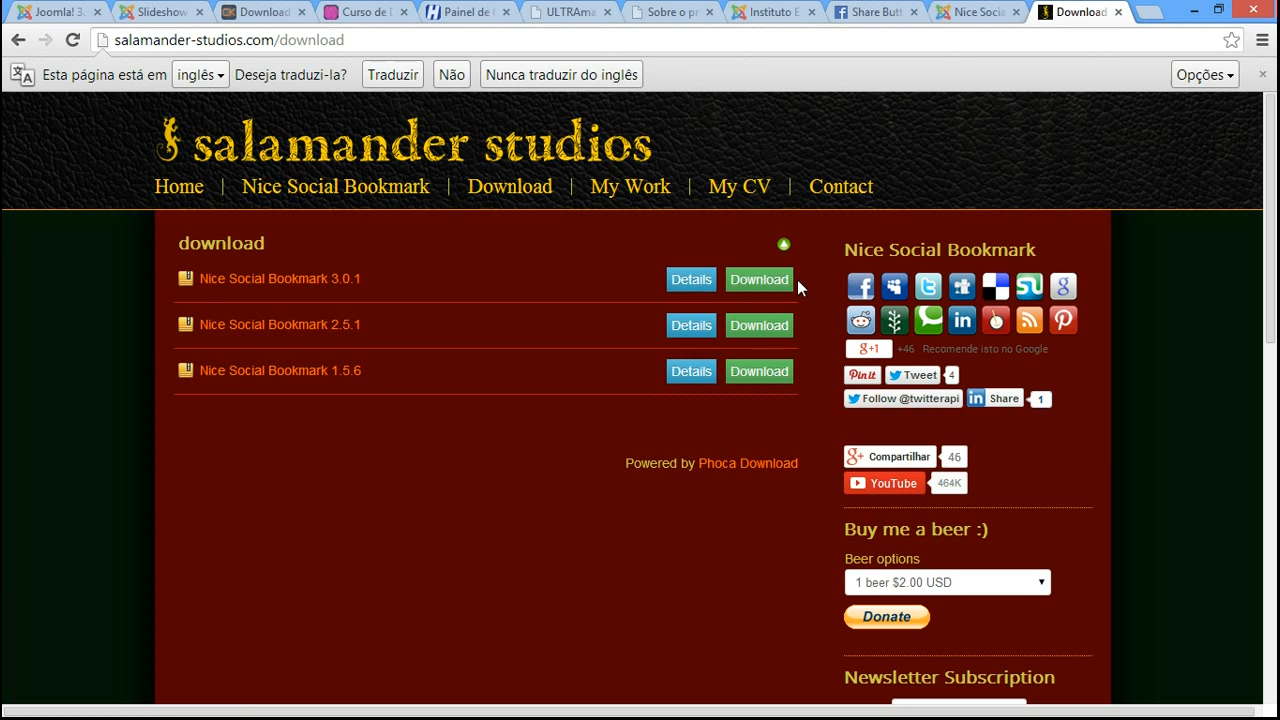 Joomla! 3.
Slideshow
Download
Curso de D
Painel de C
ULTRAma
Sobre o pr
Instituto E
Share Butt
Nice Socia
Download
salamander-studios.com/download
Esta página está em inglês Deseja traduzi-la? Traduzir Não Nunca traduzir do inglês Opções
salamander studios
Home | Nice Social Bookmark | Download | My Work | My CV | Contact
download
Nice Social Bookmark 3.0.1 Details Download
Nice Social Bookmark 2.5.1 Details Download
Nice Social Bookmark 1.5.6 Details Download
Powered by Phoca Download
Nice Social Bookmark
g+1 +46 Recomende isto no Google
Pinit Tweet 4
Follow @twitterapi in Share 1
g+ Compartilhar 46
YouTube 464K
Buy me a beer :)
Beer options
1 beer $2.00 USD
Donate
Newsletter Subscription